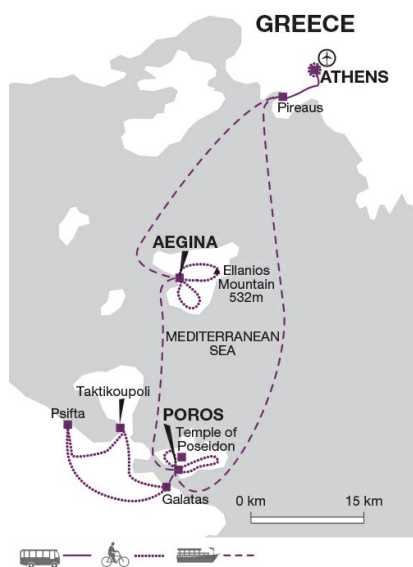 GREECE
ATHENS
Pireaus
AEGINA
Ellanios
Mountain
532m
MEDITERRANEAN
SEA
Taktikoupoli
Psifta
POROS
Temple of
Poseidon
Galatas
0 km 15 km